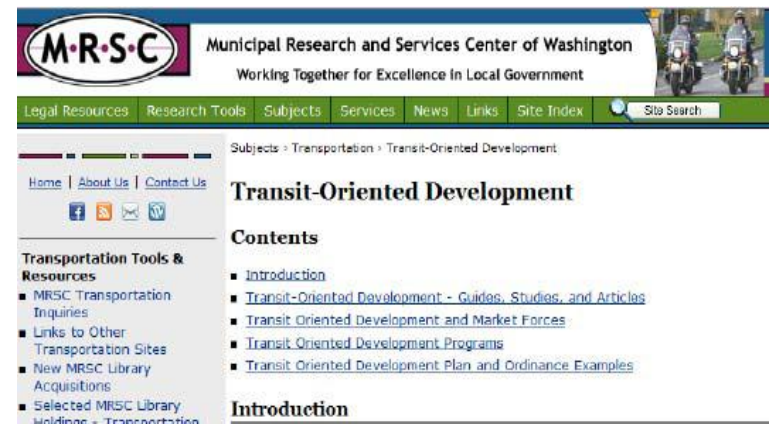 M·R·S·C
Municipal Research and Services Center of Washington
Working Together for Excellence in Local Government
Legal Resources Research Tools Subjects Services News Links Site Index Site Search
Subjects › Transportation › Transit-Oriented Development
Home | About Us | Contact Us
Transit-Oriented Development
Contents
Introduction
Transit-Oriented Development - Guides, Studies, and Articles
Transit Oriented Development and Market Forces
Transit Oriented Development Programs
Transit Oriented Development Plan and Ordinance Examples
Introduction
Transportation Tools &
Resources
MRSC Transportation
Inquiries
Links to Other
Transportation Sites
New MRSC Library
Acquisitions
Selected MRSC Library
Holdings - Transportation